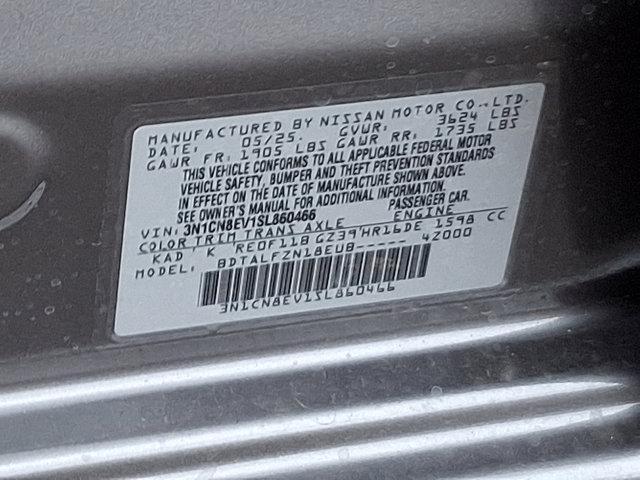 MANUFACTURED BY NISSAN MOTOR CO.,LTD.
DATE: 05/25. GVWR: 3624 LBS
GAWR FR: 1905 LBS GAWR RR: 1735 LBS
THIS VEHICLE CONFORMS TO ALL APPLICABLE FEDERAL MOTOR
VEHICLE SAFETY, BUMPER AND THEFT PREVENTION STANDARDS
IN EFFECT ON THE DATE OF MANUFACTURE SHOWN ABOVE.
SEE OWNER'S MANUAL FOR ADDITIONAL INFORMATION.
VIN: 3N1CN8EV1SL860466 PASSENGER CAR.
COLOR TRIM TRANS AXLE ENGINE
KAD K RE0F11B GZ39 HR16DE 1598 CC
MODEL: BDTALFZN18EUB----- 4Z000
3N1CN8EV1SL860466